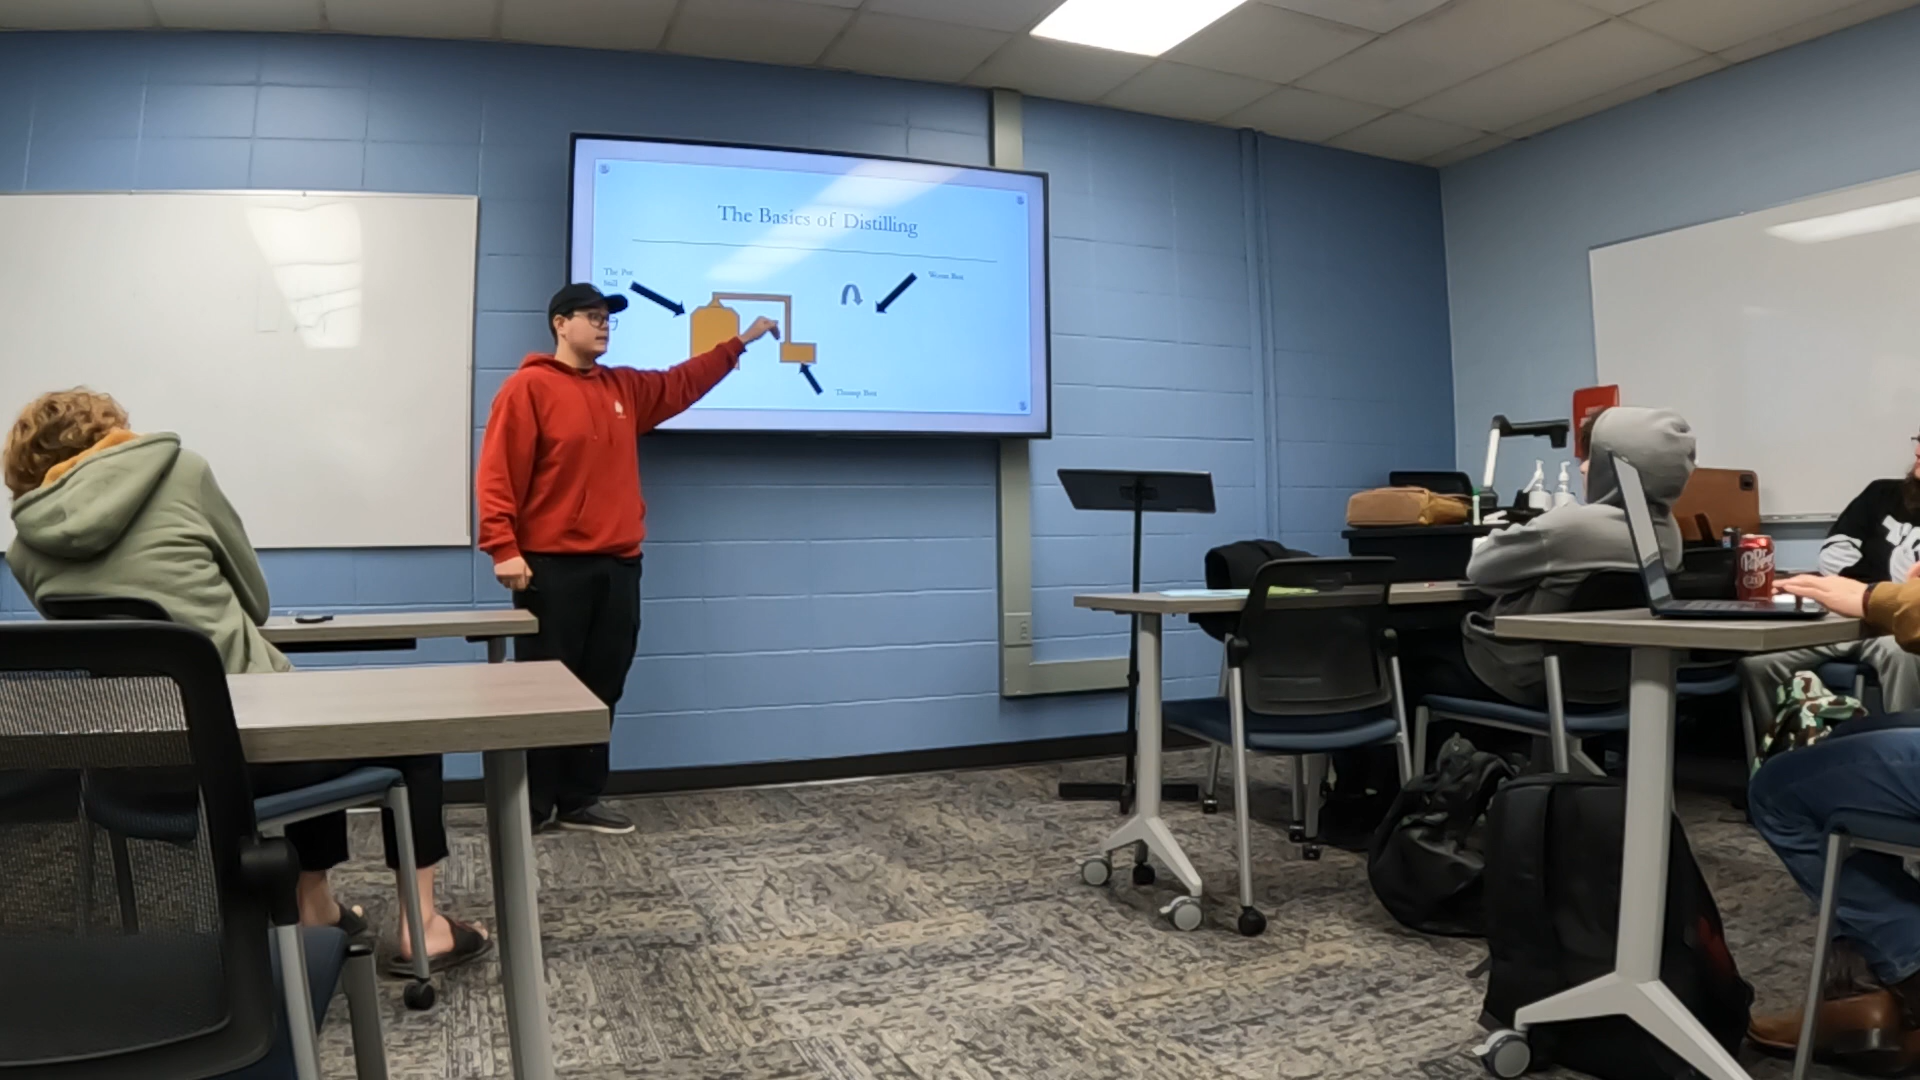 The Basics of Distilling
The Pot
Still
Worm Box
Thump Box
Dr
Pepper